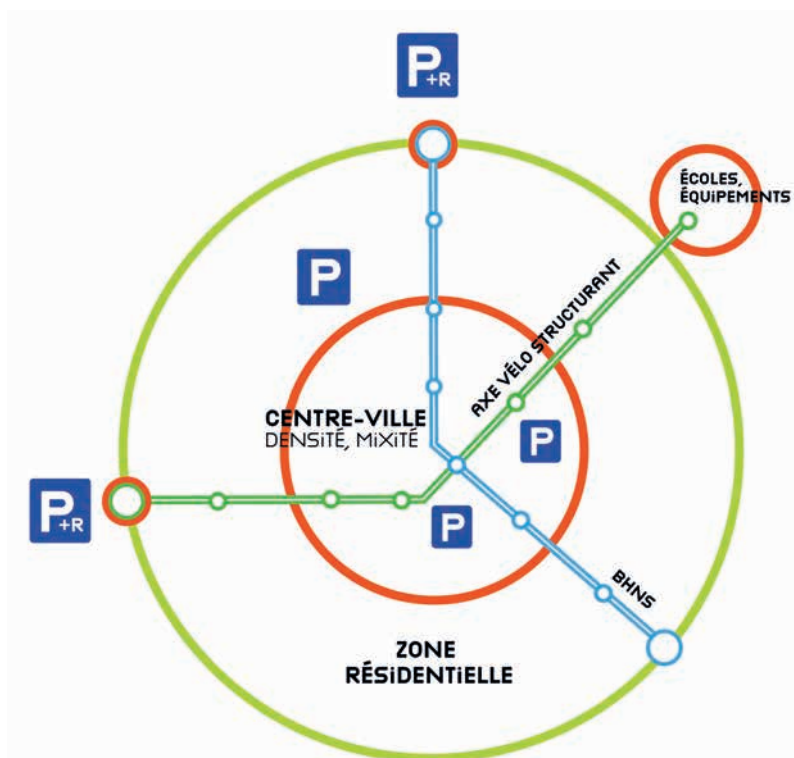 P
+R
ÉCOLES,
ÉQUiPEMENTS
P
AXE VÉLO STRUCTURANT
CENTRE-VILLE
DENSiTÉ, MiXiTÉ
P
P
+R
P
BHNS
ZONE
RÉSiDENTiELLE